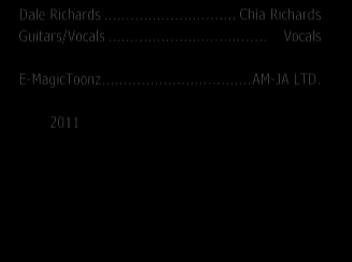 Dale Richards .............................. Chia Richards
Guitars/Vocals .................................... Vocals
E-MagicToonz................................AM-JA LTD.
2011